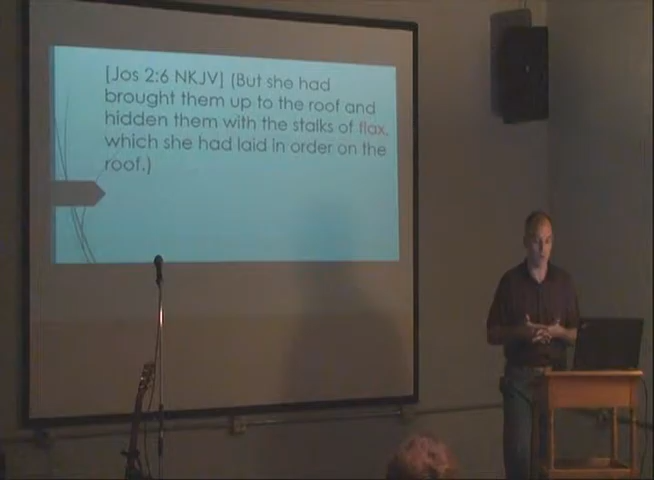 [Jos 2:6 NKJV] (But she had
brought them up to the roof and
hidden them with the stalks of flax,
which she had laid in order on the
roof.)